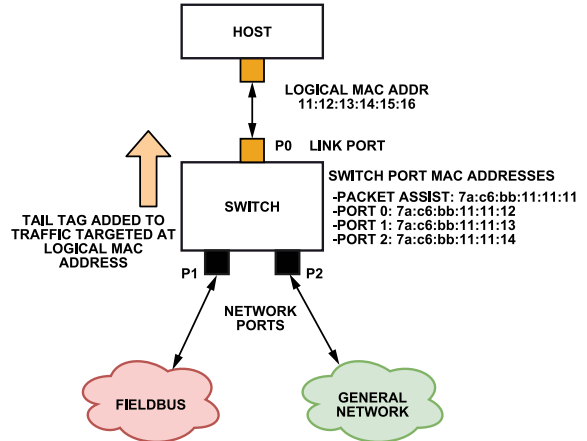 HOST
LOGICAL MAC ADDR
11:12:13:14:15:16
P0 LINK PORT
SWITCH PORT MAC ADDRESSES
-PACKET ASSIST: 7a:c6:bb:11:11:11
-PORT 0: 7a:c6:bb:11:11:12
-PORT 1: 7a:c6:bb:11:11:13
-PORT 2: 7a:c6:bb:11:11:14
SWITCH
TAIL TAG ADDED TO
TRAFFIC TARGETED AT
LOGICAL MAC
ADDRESS
P1
P2
NETWORK
PORTS
FIELDBUS
GENERAL
NETWORK